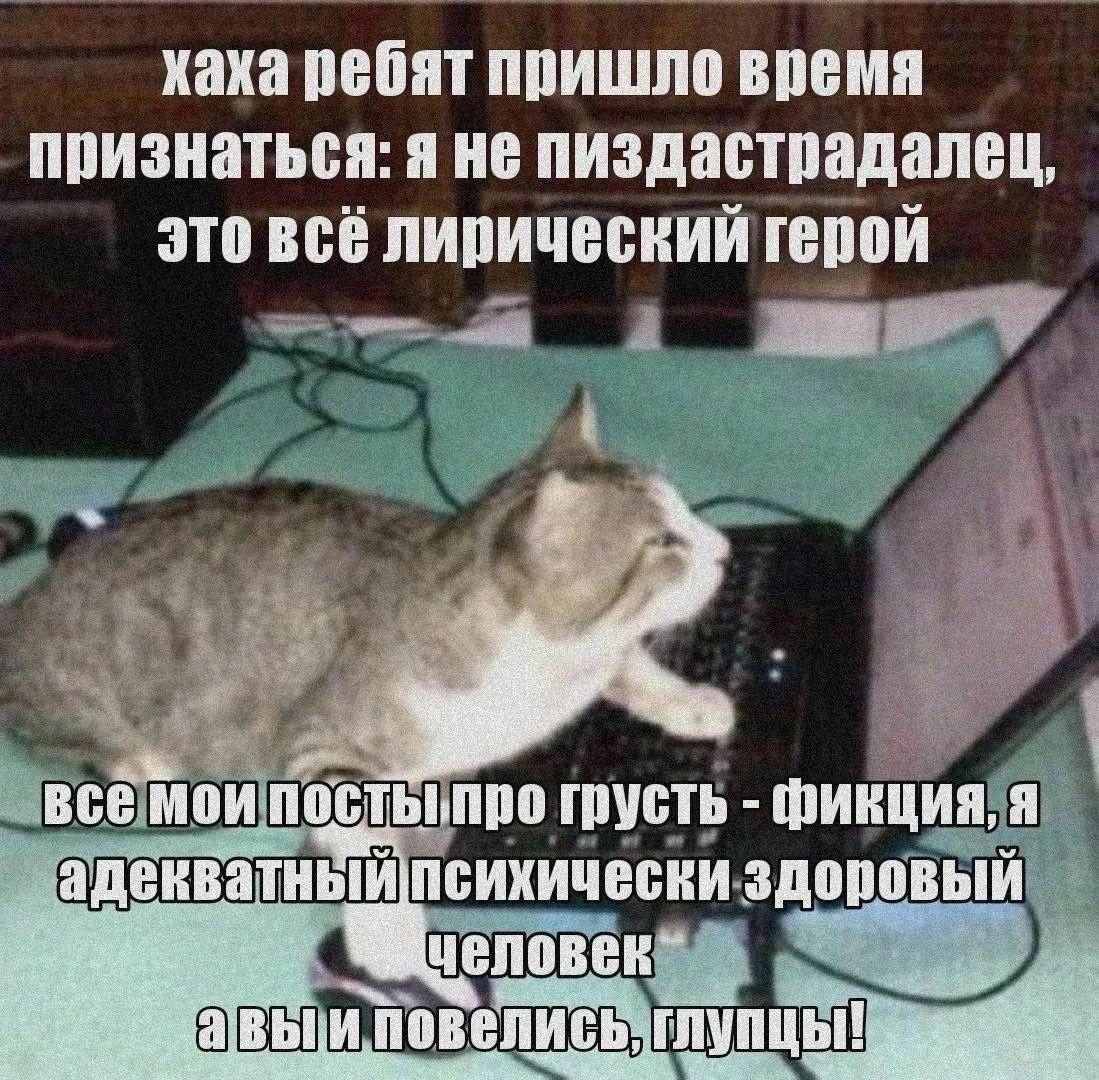 хаха ребят пришло время
признаться: я не пиздастрадалец,
это всё лирический герой
все мои посты про грусть - фикция, я
адекватный психически здоровый
человек
а вы и повелись, глупцы!